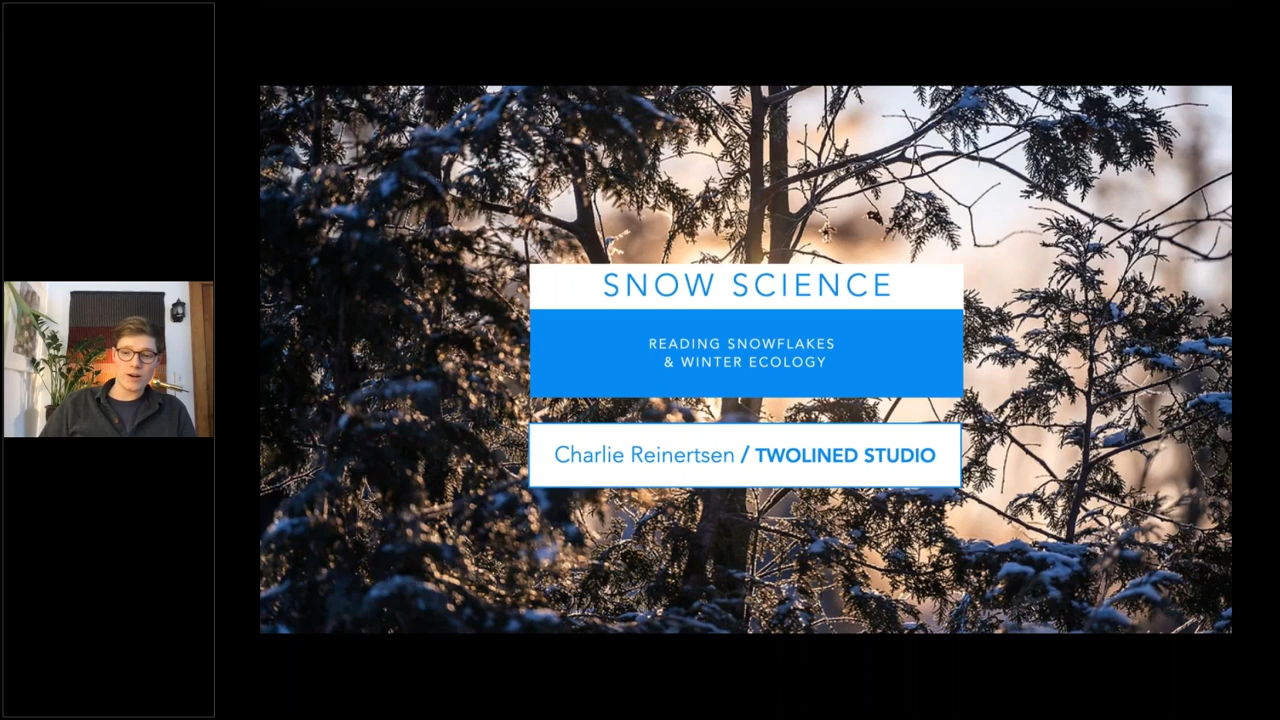 SNOW SCIENCE
READING SNOWFLAKES
& WINTER ECOLOGY
Charlie Reinertsen / TWOLINED STUDIO